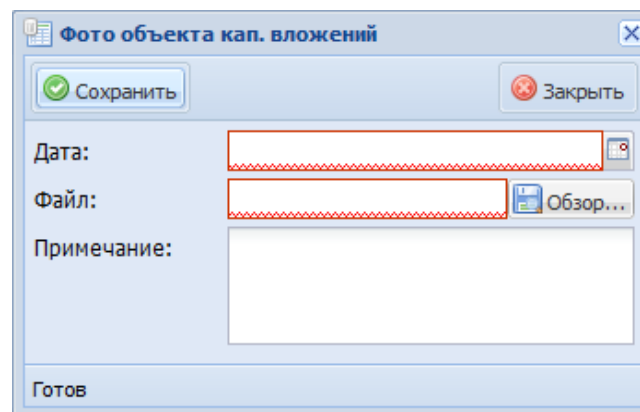 Фото объекта кап. вложений
Сохранить
Закрыть
Дата:
Файл:
Обзор...
Примечание:
Готов